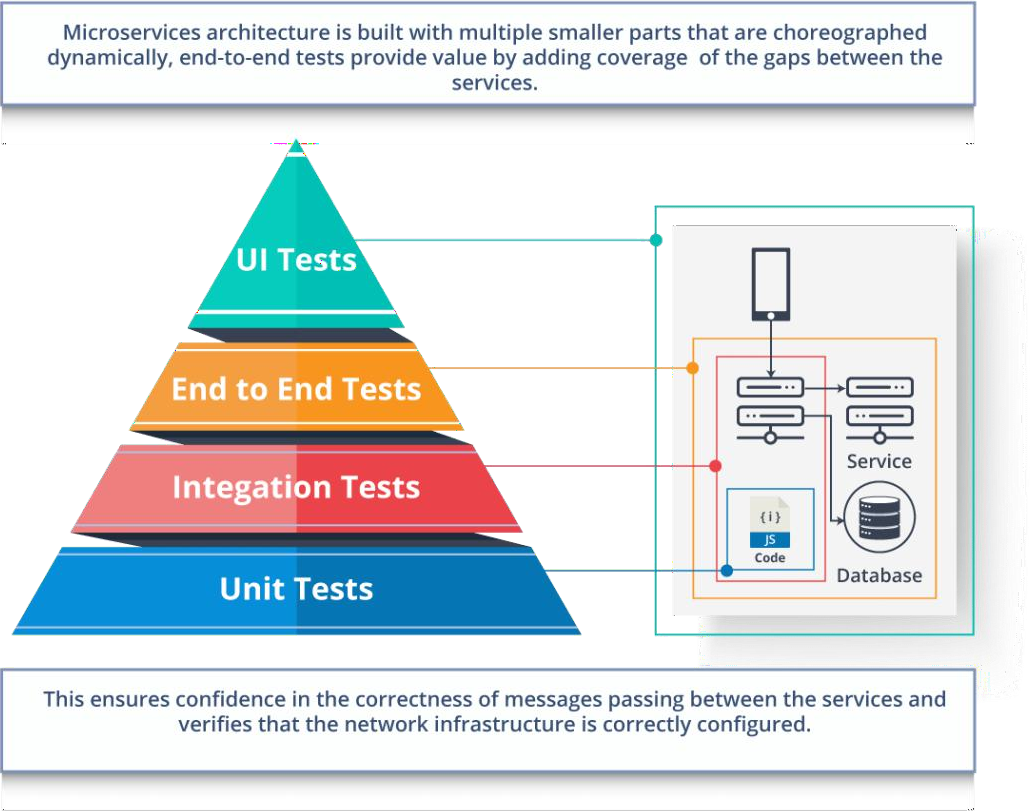 Microservices architecture is built with multiple smaller parts that are choreographed
dynamically, end-to-end tests provide value by adding coverage of the gaps between the
services.
UI Tests
End to End Tests
Integation Tests
Unit Tests
Service
{i}
JS
Code
Database
This ensures confidence in the correctness of messages passing between the services and
verifies that the network infrastructure is correctly configured.